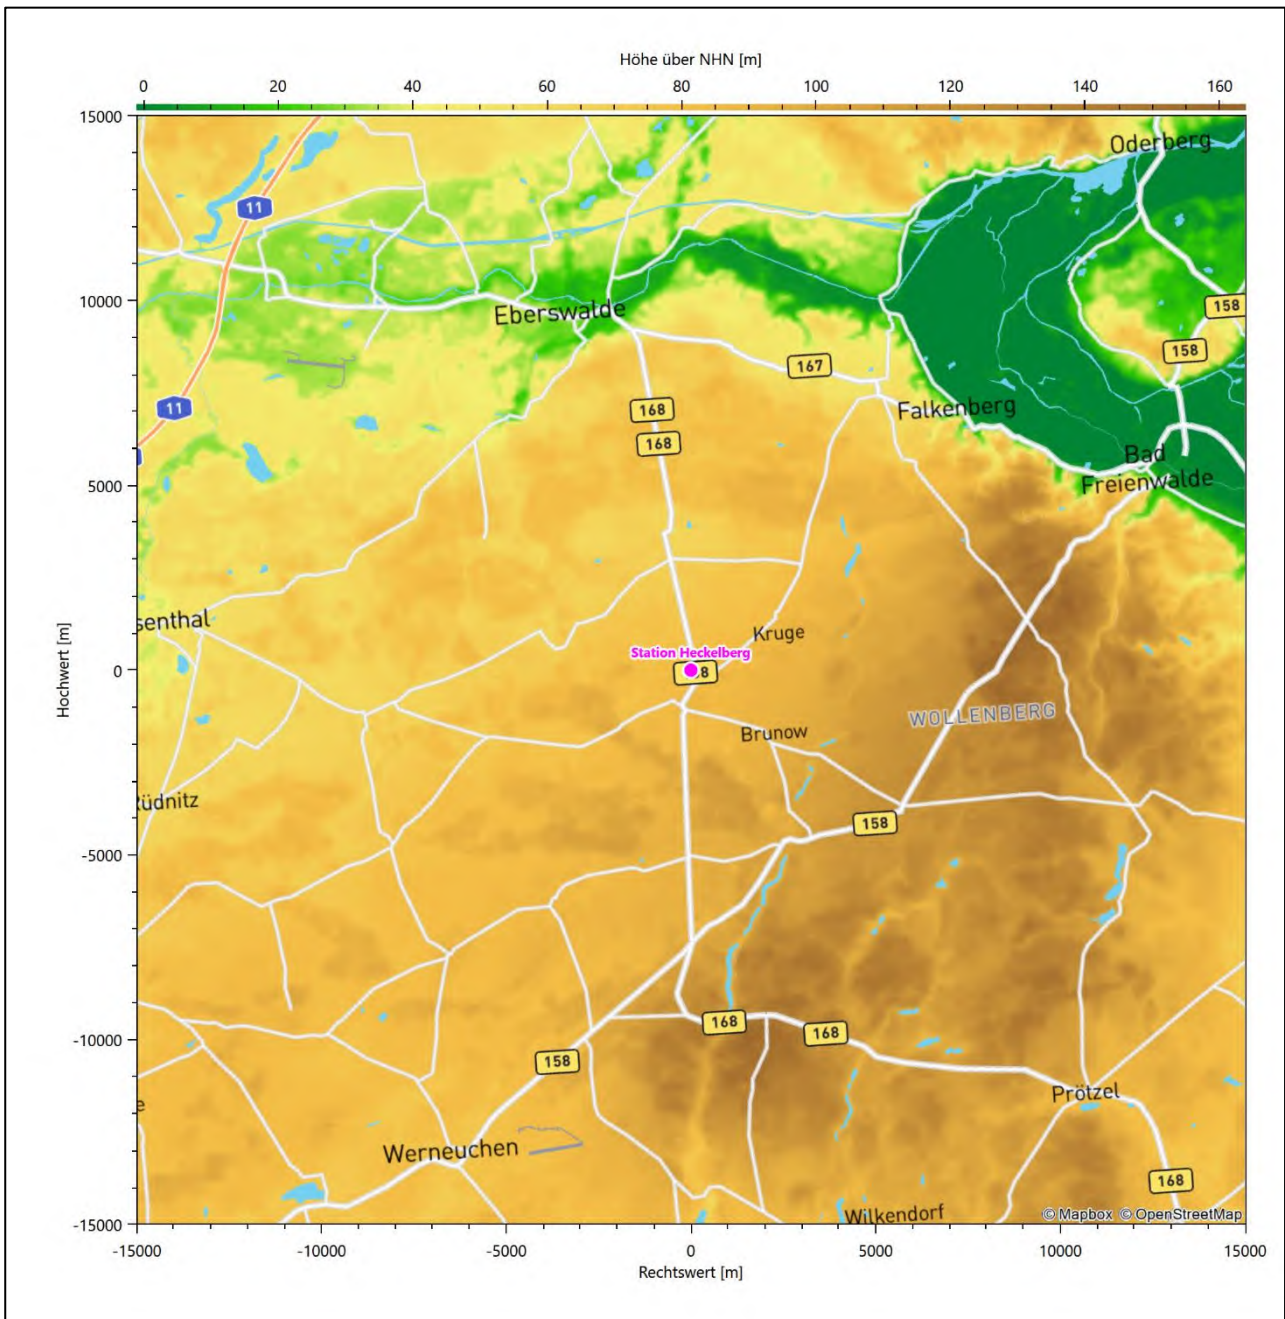 Höhe über NHN [m]
0 20 40 60 80 100 120 140 160
15000
10000
5000
0
-5000
-10000
-15000
Hochwert [m]
Oderberg
11
158
Eberswalde
158
167
11
168
Falkenberg
168
Bad
Freienwalde
senthal
Kruge
Station Heckelberg
WOLLENBERG
Brunow
Rüdnitz
158
168
168
158
Prötzel
e
Werneuchen
168
Wilkendorf
© Mapbox © OpenStreetMap
-15000 -10000 -5000 0 5000 10000 15000
Rechtswert [m]